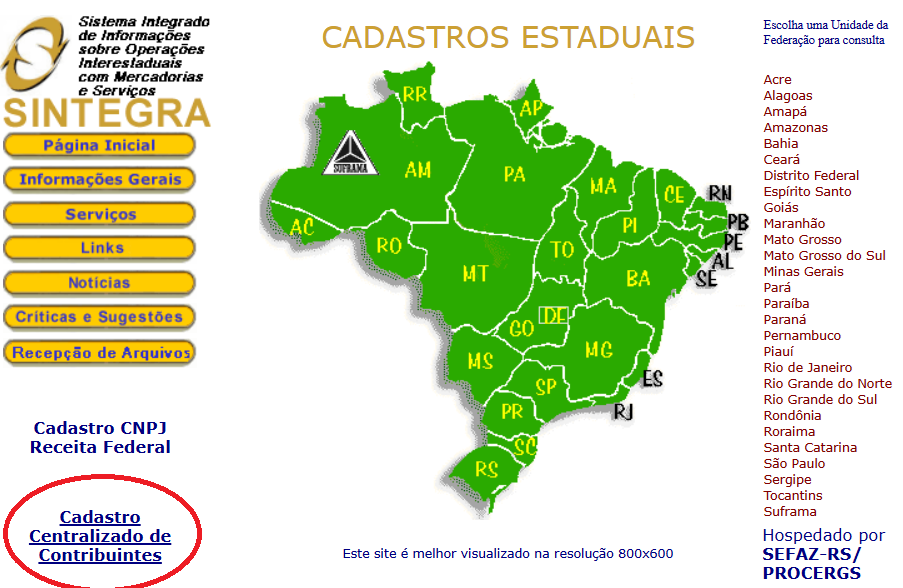 Sistema Integrado
de Informações
sobre Operações
Interestaduais
com Mercadorias
e Serviços
SINTEGRA
Página Inicial
Informações Gerais
Serviços
Links
Notícias
Críticas e Sugestões
Recepção de Arquivos
Cadastro CNPJ
Receita Federal
Cadastro
Centralizado de
Contribuintes
CADASTROS ESTADUAIS
RR
AP
SUFRAMA
AM
PA
MA
CE
RN
PB
PE
AL
SE
PI
AC
RO
TO
MT
BA
DF
GO
MG
MS
ES
SP
RJ
PR
SC
RS
Este site é melhor visualizado na resolução 800x600
Escolha uma Unidade da
Federação para consulta
Acre
Alagoas
Amapá
Amazonas
Bahia
Ceará
Distrito Federal
Espírito Santo
Goiás
Maranhão
Mato Grosso
Mato Grosso do Sul
Minas Gerais
Pará
Paraíba
Paraná
Pernambuco
Piauí
Rio de Janeiro
Rio Grande do Norte
Rio Grande do Sul
Rondônia
Roraima
Santa Catarina
São Paulo
Sergipe
Tocantins
Suframa
Hospedado por
SEFAZ-RS/
PROCERGS